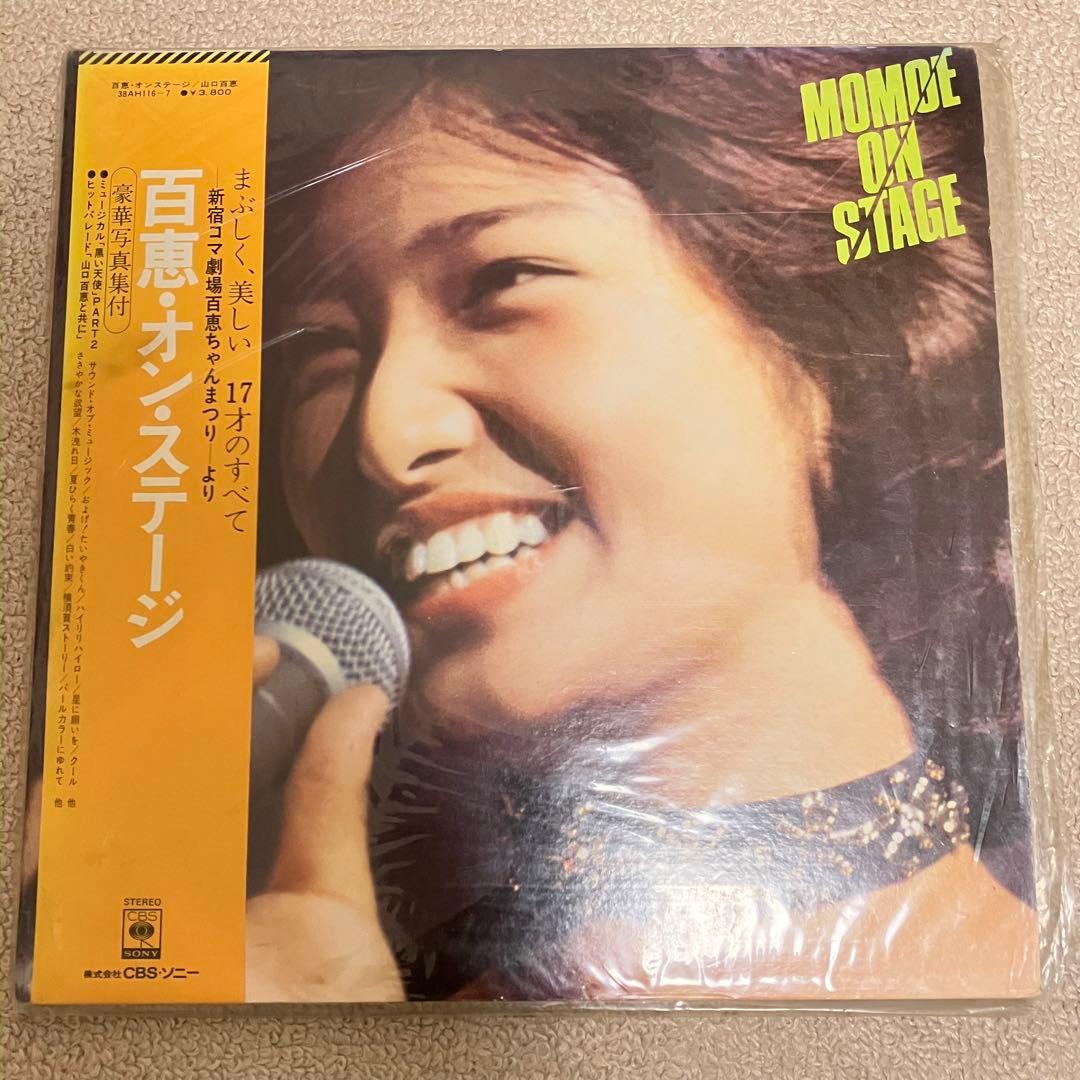 百恵・オンステージ/山口百恵
38AH116-7 ●¥3,800
まぶしく、美しい 17才のすべて
―新宿コマ劇場百恵ちゃんまつり―より
百恵・オン・ステージ
豪華写真集付
●ミュージカル「黒い天使」PART2 サウンド・オブ・ミュージック/およげ!たいやきくん/ハイリリハイロー/星に願いを/クール 他
●ヒットパレード「山口百恵と共に」 ささやかな欲望/木洩れ日/夏ひらく青春/白い約束/横須賀ストーリー/パールカラーにゆれて 他
STEREO
CBS
SONY
株式会社 CBS・ソニー
MOMOE
ON
STAGE